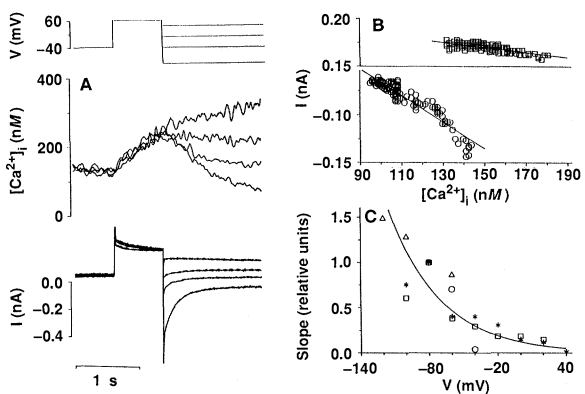 60
−40
V (mV)
A
400
200
0
[Ca²⁺]ᵢ (nM)
0.0
−0.2
−0.4
I (nA)
1 s
B
0.20
0.15
−0.10
−0.15
I (nA)
90 110 130 150 170 190
[Ca²⁺]ᵢ (nM)
C
1.5
1.0
0.5
0.0
Slope (relative units)
−140 −80 −20 40
V (mV)